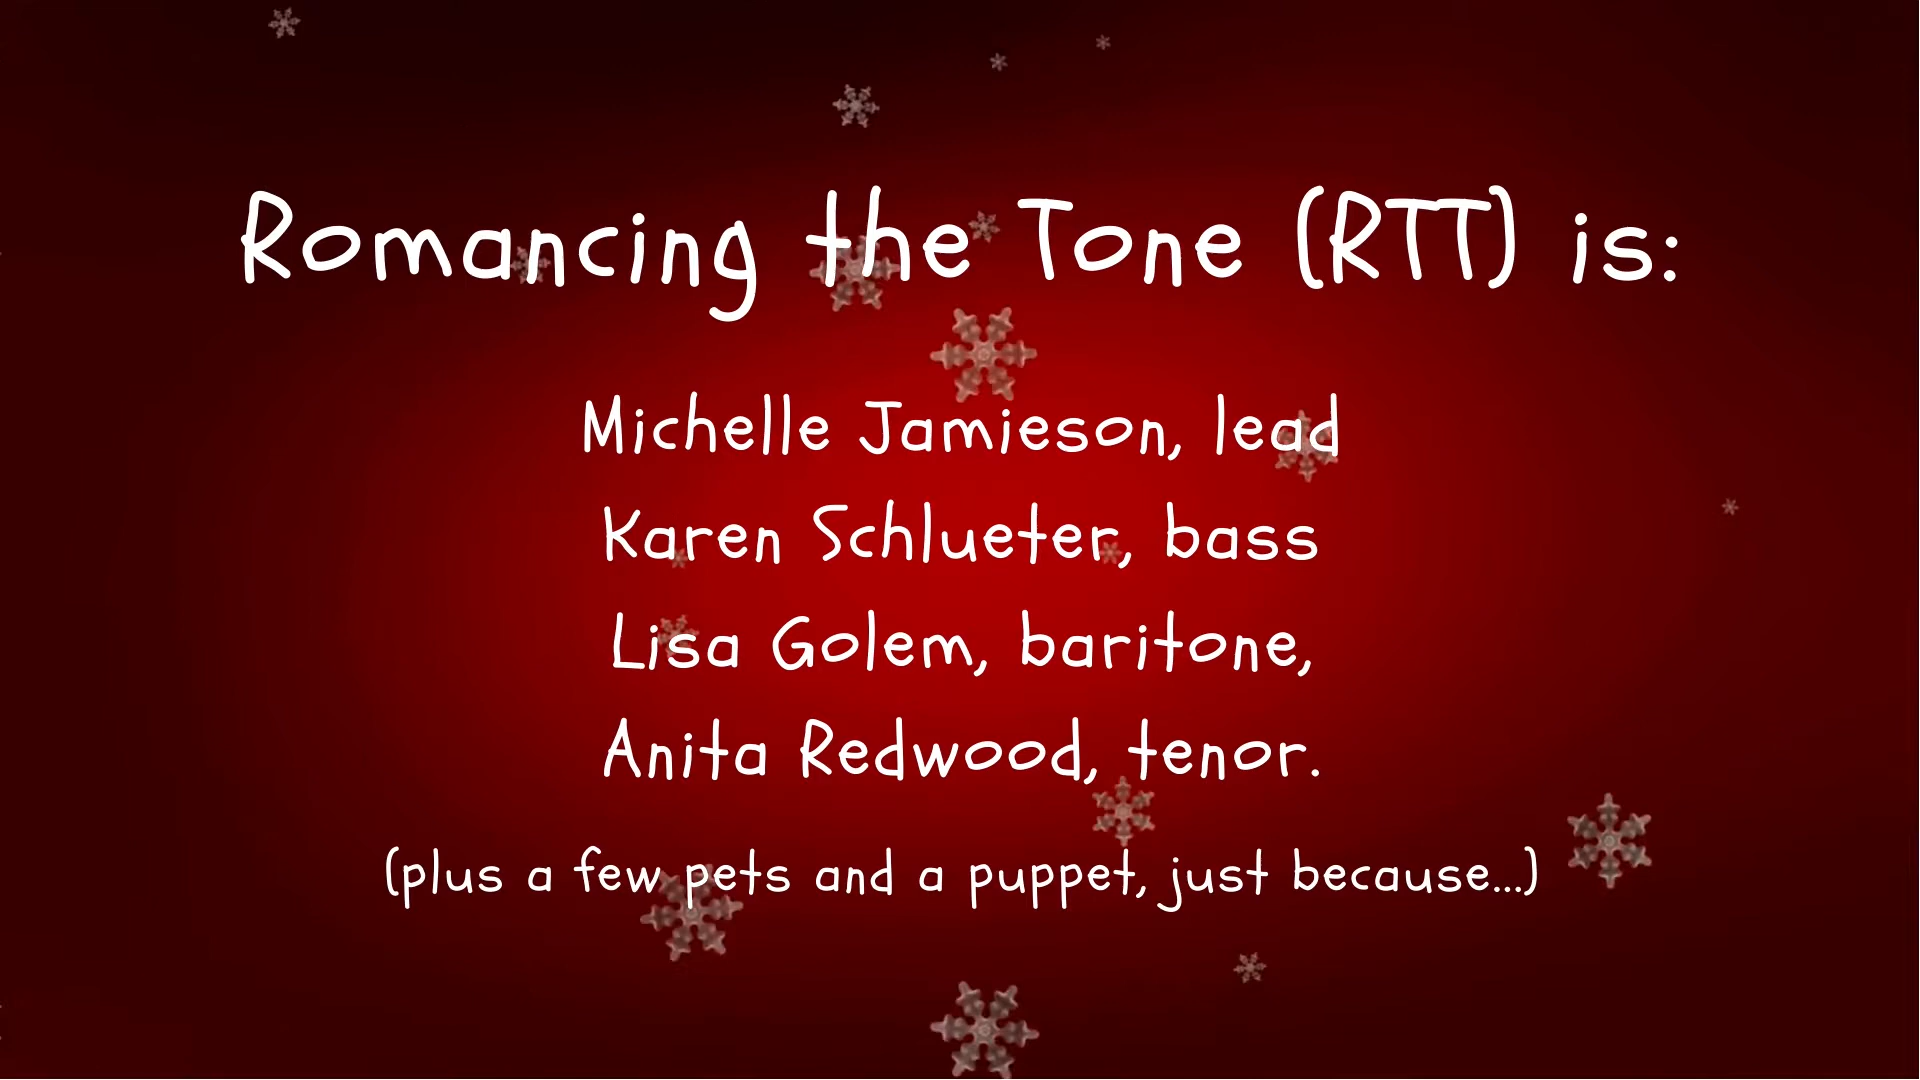 Romancing the Tone (RTT) is:
Michelle Jamieson, lead
Karen Schlueter, bass
Lisa Golem, baritone,
Anita Redwood, tenor.
(plus a few pets and a puppet, just because...)